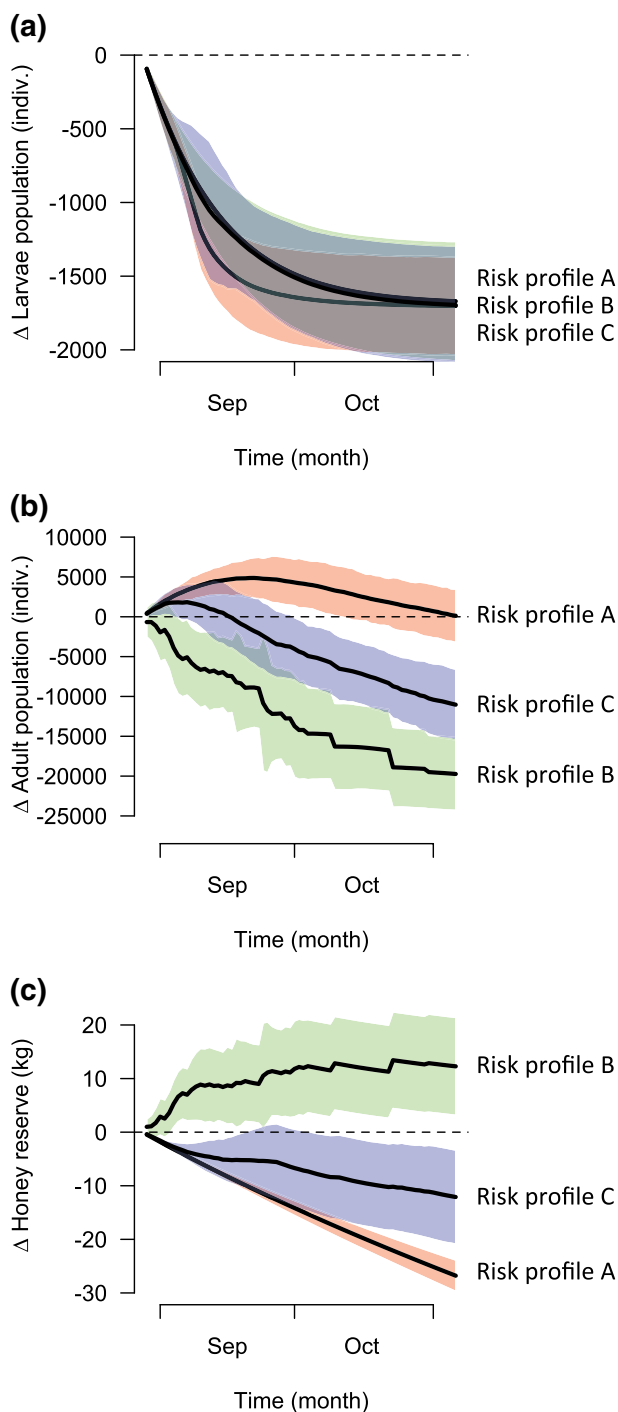 (a)
Δ Larvae population (indiv.)
0
-500
-1000
-1500
-2000
Risk profile A
Risk profile B
Risk profile C
Sep
Oct
Time (month)
(b)
Δ Adult population (indiv.)
10000
5000
0
-5000
-10000
-15000
-20000
-25000
Risk profile A
Risk profile C
Risk profile B
Sep
Oct
Time (month)
(c)
Δ Honey reserve (kg)
20
10
0
-10
-20
-30
Risk profile B
Risk profile C
Risk profile A
Sep
Oct
Time (month)